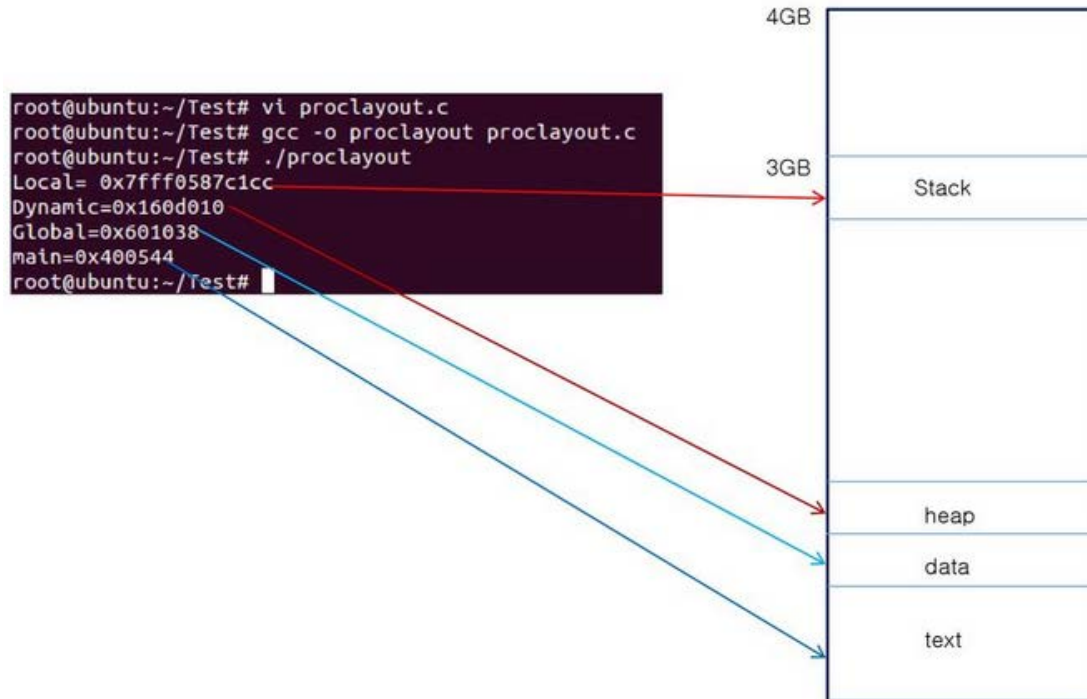 4GB
root@ubuntu:~/Test# vi proclayout.c
root@ubuntu:~/Test# gcc -o proclayout proclayout.c
root@ubuntu:~/Test# ./proclayout
3GB
Local= 0x7fff0587c1cc
Stack
Dynamic=0x160d010
Global=0x601038
main=0x400544
root@ubuntu:~/Test#
heap
data
text